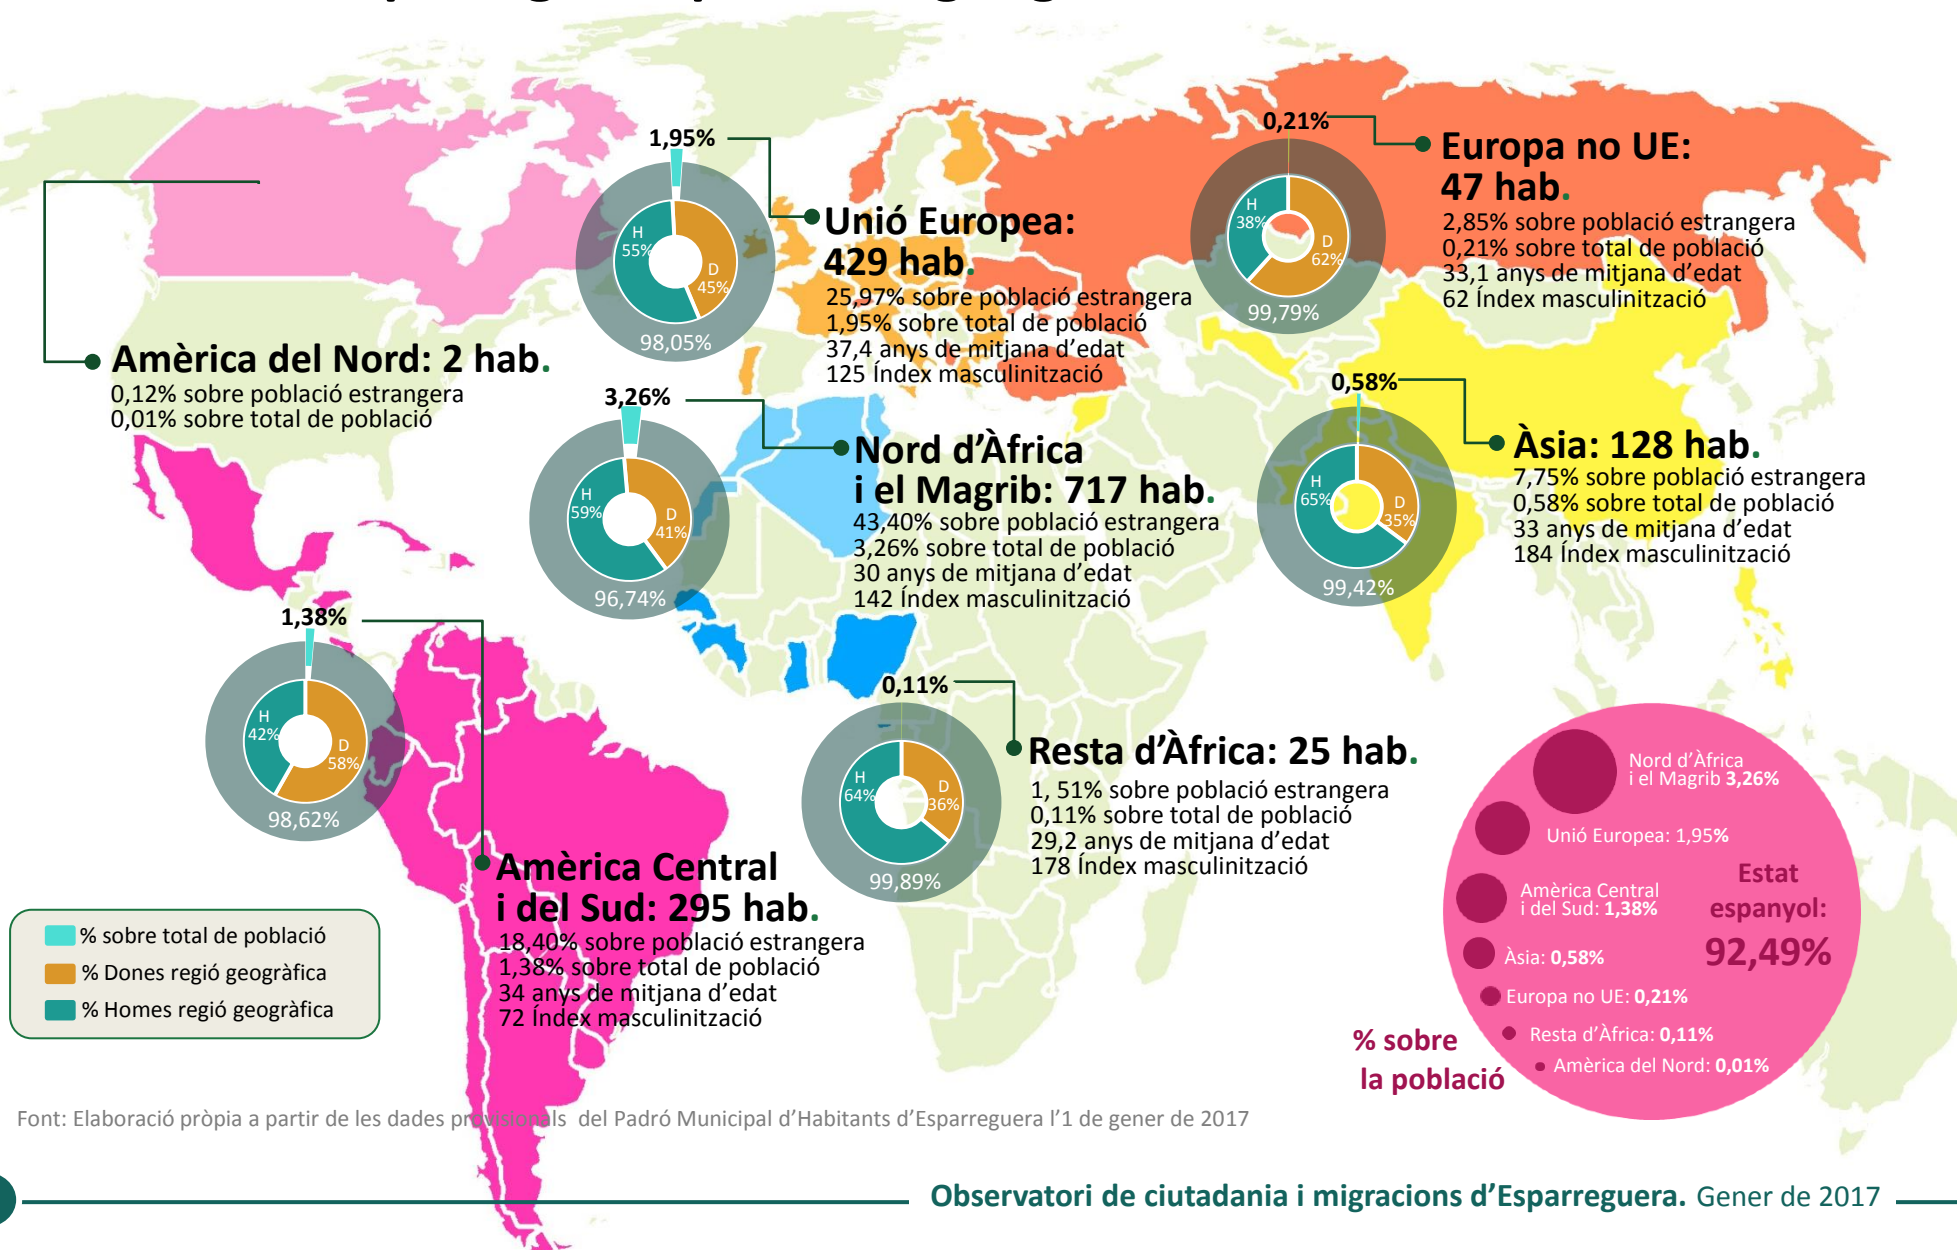 1,95%
Unió Europea:
429 hab.
25,97% sobre població estrangera
1,95% sobre total de població
37,4 anys de mitjana d'edat
125 Índex masculinització
H
55%
D
45%
98,05%
0,21%
Europa no UE:
47 hab.
2,85% sobre població estrangera
0,21% sobre total de població
33,1 anys de mitjana d'edat
62 Índex masculinització
H
38%
D
62%
99,79%
Amèrica del Nord: 2 hab.
0,12% sobre població estrangera
0,01% sobre total de població
3,26%
Nord d'Àfrica
i el Magrib: 717 hab.
43,40% sobre població estrangera
3,26% sobre total de població
30 anys de mitjana d'edat
142 Índex masculinització
H
59%
D
41%
96,74%
0,58%
Àsia: 128 hab.
7,75% sobre població estrangera
0,58% sobre total de població
33 anys de mitjana d'edat
184 Índex masculinització
H
65%
D
35%
99,42%
1,38%
H
42%
D
58%
98,62%
Amèrica Central
i del Sud: 295 hab.
18,40% sobre població estrangera
1,38% sobre total de població
34 anys de mitjana d'edat
72 Índex masculinització
0,11%
H
64%
D
36%
99,89%
Resta d'Àfrica: 25 hab.
1, 51% sobre població estrangera
0,11% sobre total de població
29,2 anys de mitjana d'edat
178 Índex masculinització
Nord d'Àfrica
i el Magrib 3,26%
Unió Europea: 1,95%
Amèrica Central
i del Sud: 1,38%
Àsia: 0,58%
Europa no UE: 0,21%
Resta d'Àfrica: 0,11%
Amèrica del Nord: 0,01%
Estat
espanyol:
92,49%
% sobre
la població
% sobre total de població
% Dones regió geogràfica
% Homes regió geogràfica
Font: Elaboració pròpia a partir de les dades provisionals del Padró Municipal d'Habitants d'Esparreguera l'1 de gener de 2017
Observatori de ciutadania i migracions d'Esparreguera. Gener de 2017